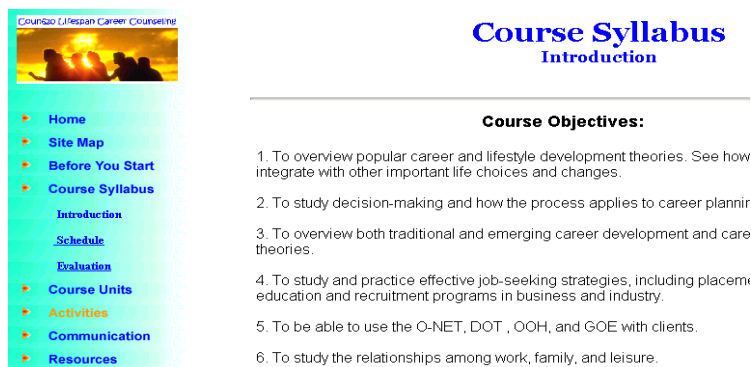 Coun620 Lifespan Career Counseling
Home
Site Map
Before You Start
Course Syllabus
Introduction
Schedule
Evaluation
Course Units
Activities
Communication
Resources
Course Syllabus
Introduction
Course Objectives:
1. To overview popular career and lifestyle development theories. See how
integrate with other important life choices and changes.
2. To study decision-making and how the process applies to career plannin
3. To overview both traditional and emerging career development and care
theories.
4. To study and practice effective job-seeking strategies, including placeme
education and recruitment programs in business and industry.
5. To be able to use the O-NET, DOT , OOH, and GOE with clients.
6. To study the relationships among work, family, and leisure.